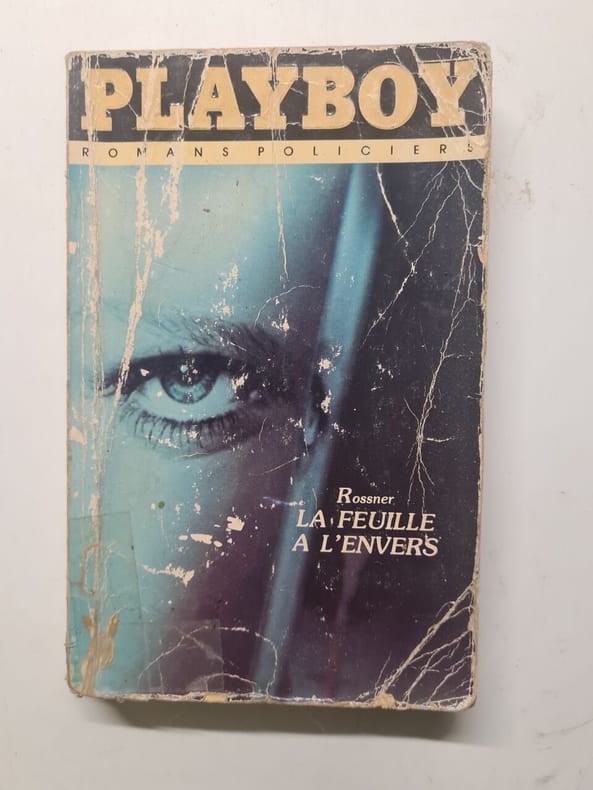 PLAYBOY
ROMANS POLICIERS
Rossner
LA FEUILLE
A L'ENVERS